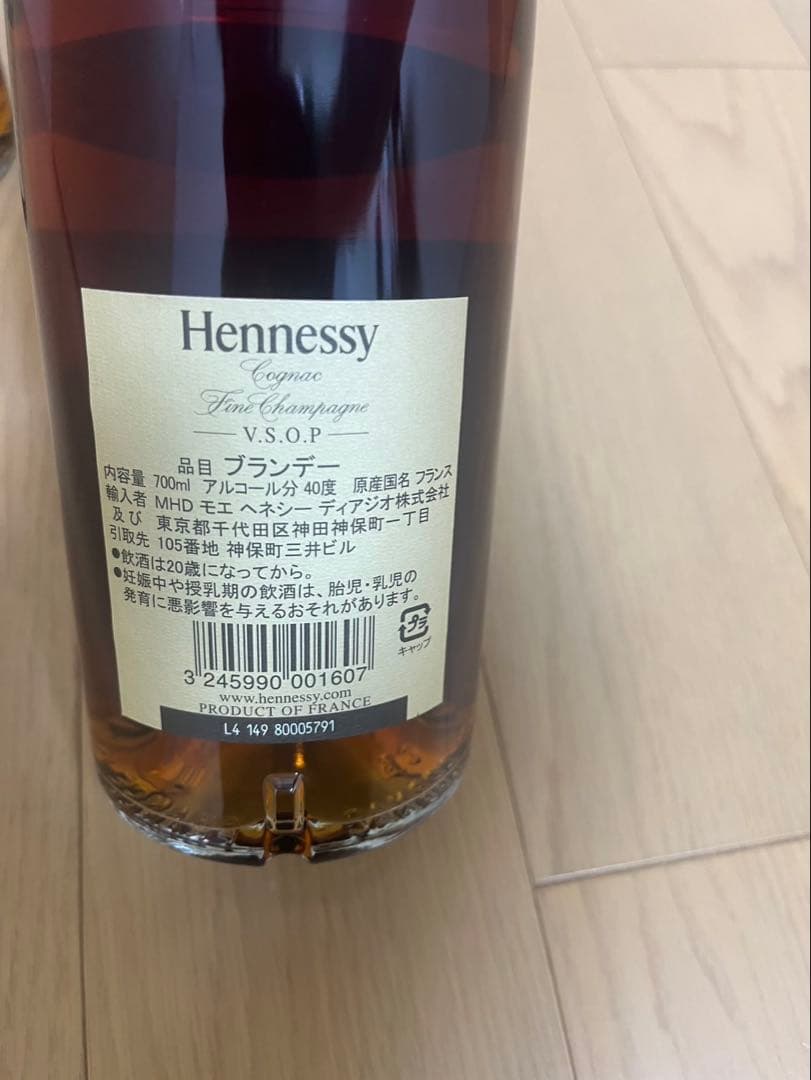 Hennessy
Cognac
Fine Champagne
V.S.O.P
品目 ブランデー
内容量 700ml アルコール分 40度 原産国名 フランス
輸入者 MHD モエ ヘネシー ディアジオ株式会社
及び 東京都千代田区神田神保町一丁目
引取先 105番地 神保町三井ビル
●飲酒は20歳になってから。
●妊娠中や授乳期の飲酒は、胎児・乳児の
発育に悪影響を与えるおそれがあります。
プラ
キャップ
3 245990 001607
www.hennessy.com
PRODUCT OF FRANCE
L4 149 80005791